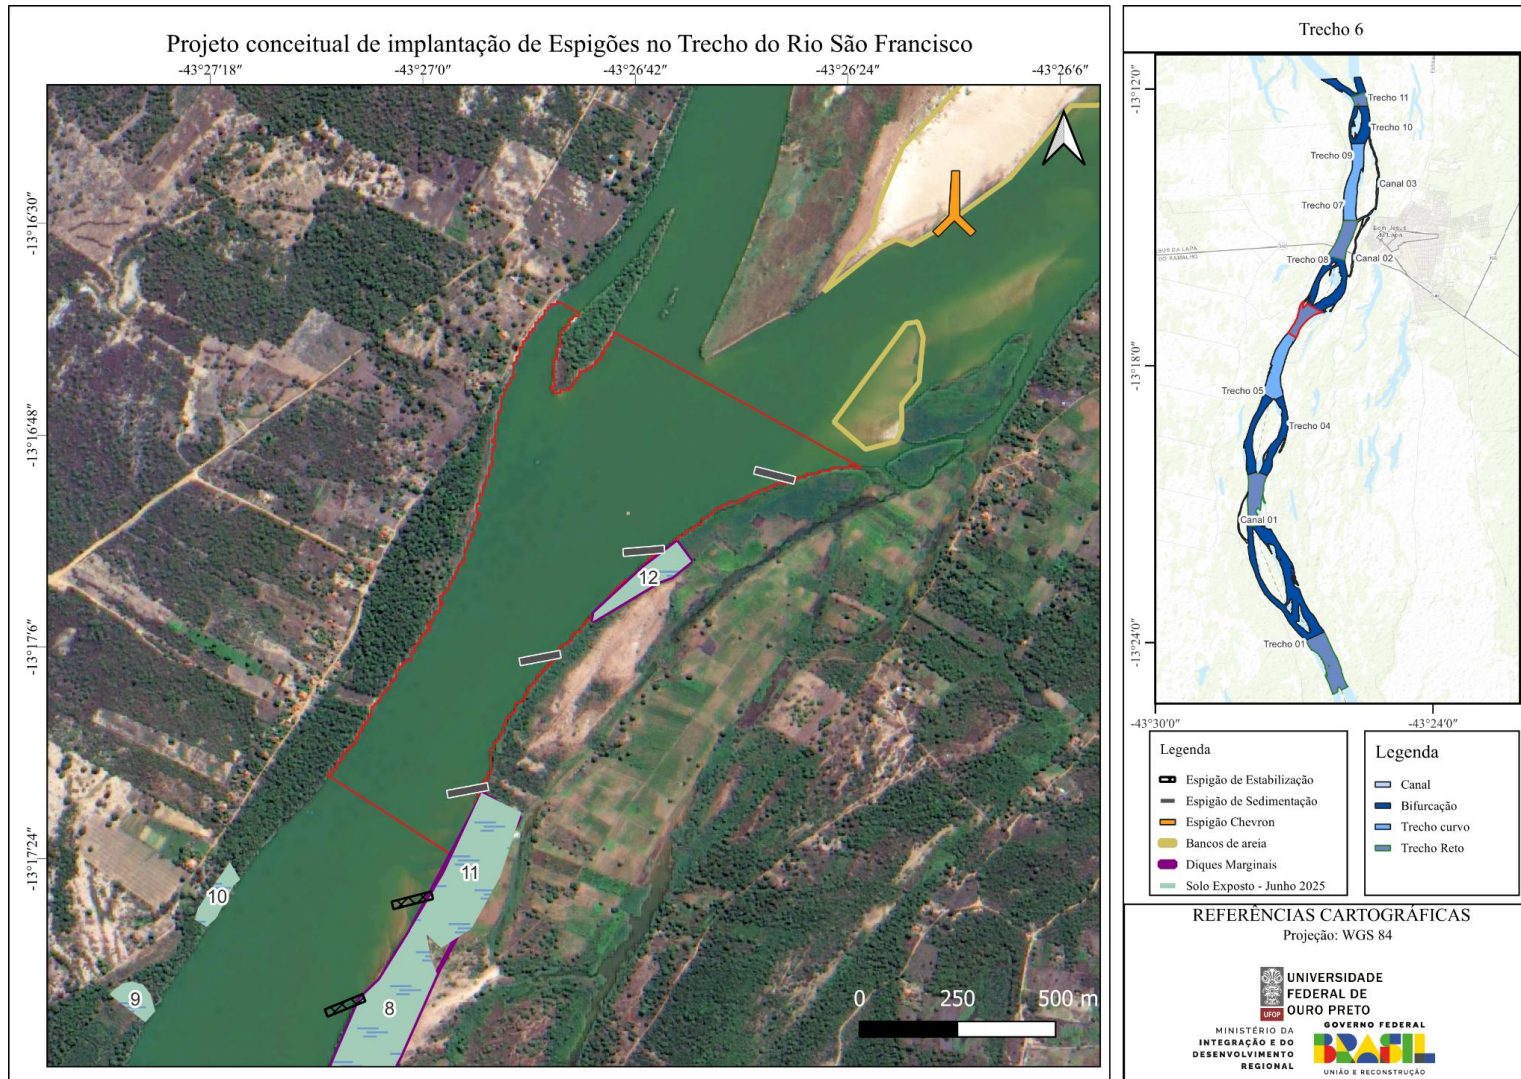 Projeto conceitual de implantação de Espigões no Trecho do Rio São Francisco
-43°27'18"
-43°27'0"
-43°26'42"
-43°26'24"
-43°26'6"
-13°16'30"
-13°16'48"
-13°17'6"
-13°17'24"
12
11
10
9
8
0 250 500 m
Trecho 6
-13°12'0"
-13°18'0"
-13°24'0"
Trecho 11
Trecho 10
Trecho 09
Canal 03
Trecho 07
Bom Jesus
da Lapa
DO RAMALHO
Trecho 08
Canal 02
Trecho 05
Trecho 04
Canal 01
Trecho 01
-43°30'0"
-43°24'0"
Legenda
Espigão de Estabilização
Espigão de Sedimentação
Espigão Chevron
Bancos de areia
Diques Marginais
Solo Exposto - Junho 2025
Legenda
Canal
Bifurcação
Trecho curvo
Trecho Reto
REFERÊNCIAS CARTOGRÁFICAS
Projeção: WGS 84
UFOP
UNIVERSIDADE
FEDERAL DE
OURO PRETO
MINISTÉRIO DA
INTEGRAÇÃO E DO
DESENVOLVIMENTO
REGIONAL
GOVERNO FEDERAL
BRASIL
UNIÃO E RECONSTRUÇÃO